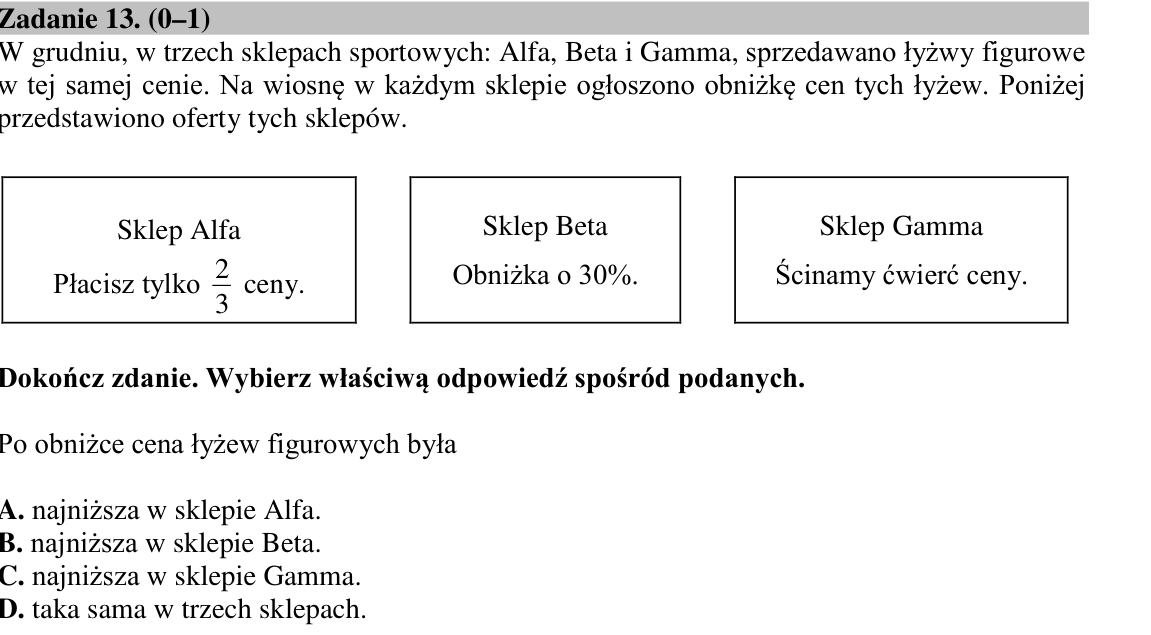 Zadanie 13. (0–1)
W grudniu, w trzech sklepach sportowych: Alfa, Beta i Gamma, sprzedawano łyżwy figurowe
w tej samej cenie. Na wiosnę w każdym sklepie ogłoszono obniżkę cen tych łyżew. Poniżej
przedstawiono oferty tych sklepów.
Sklep Alfa
Płacisz tylko 2/3 ceny.
Sklep Beta
Obniżka o 30%.
Sklep Gamma
Ścinamy ćwierć ceny.
Dokończ zdanie. Wybierz właściwą odpowiedź spośród podanych.
Po obniżce cena łyżew figurowych była
A. najniższa w sklepie Alfa.
B. najniższa w sklepie Beta.
C. najniższa w sklepie Gamma.
D. taka sama w trzech sklepach.